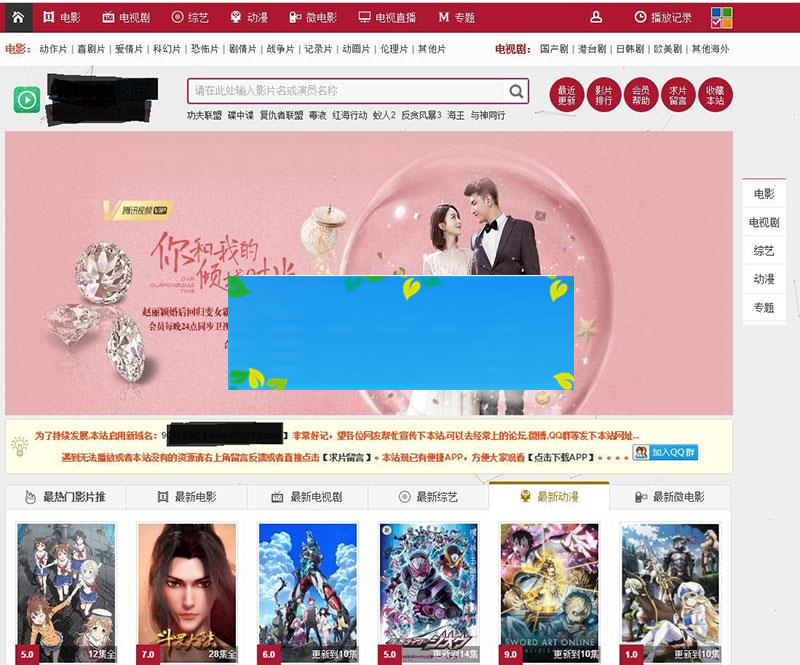 电影 电视剧 综艺 动漫 微电影 电视直播 M 专题 播放记录
电影： 动作片 | 喜剧片 | 爱情片 | 科幻片 | 恐怖片 | 剧情片 | 战争片 | 记录片 | 动画片 | 伦理片 | 其他片 电视剧： 国产剧 | 港台剧 | 日韩剧 | 欧美剧 | 其他海外
请在此处输入影片名或演员名称
最近更新 影片排行 会员帮助 求片留言 收藏本站
功夫联盟 碟中谍 复仇者联盟 毒液 红海行动 蚁人2 反贪风暴3 海王 与神同行
腾讯视频 VIP
你和我的
倾城时光
OUR
GLAMOUROUS
TIME
赵丽颖婚后回归变女
会员每晚24点同步卫视
电影
电视剧
综艺
动漫
专题
为了持续发展,本站启用新域名： 】非常好记，望各位网友帮忙宣传下本站,可以去经常上的论坛,微博,QQ群等发下本站网址...
遇到无法播放或者本站没有的资源请右上角留言反馈或者直接点击【求片留言】。本站现已有便捷APP，方便大家观看【点击下载APP】。。。。 加入QQ群
最热门影片推 最新电影 最新电视剧 最新综艺 最新动漫 最新微电影
斗罗大陆
SWORD ART ONLINE
5.0 12集全
7.0 28集全
6.0 更新到10集
5.0 更新到14集
9.0 更新到10集
1.0 更新到10集